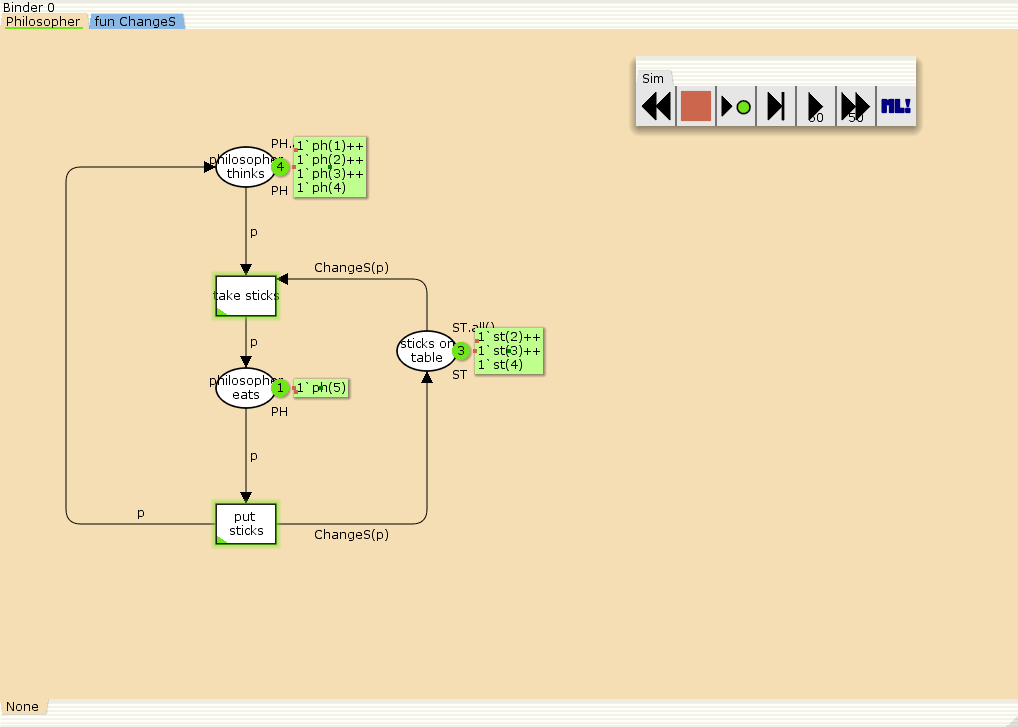 Binder 0
Philosopher
fun ChangeS
Sim
50
50
ML!
PH.
1`ph(1)++
1`ph(2)++
1`ph(3)++
1`ph(4)
philosopher
thinks
4
PH
p
ChangeS(p)
take sticks
p
ST.all()
1`st(2)++
1`st(3)++
1`st(4)
sticks on
table
3
ST
philosopher
eats
1
1`ph(5)
PH
p
put
sticks
p
ChangeS(p)
None